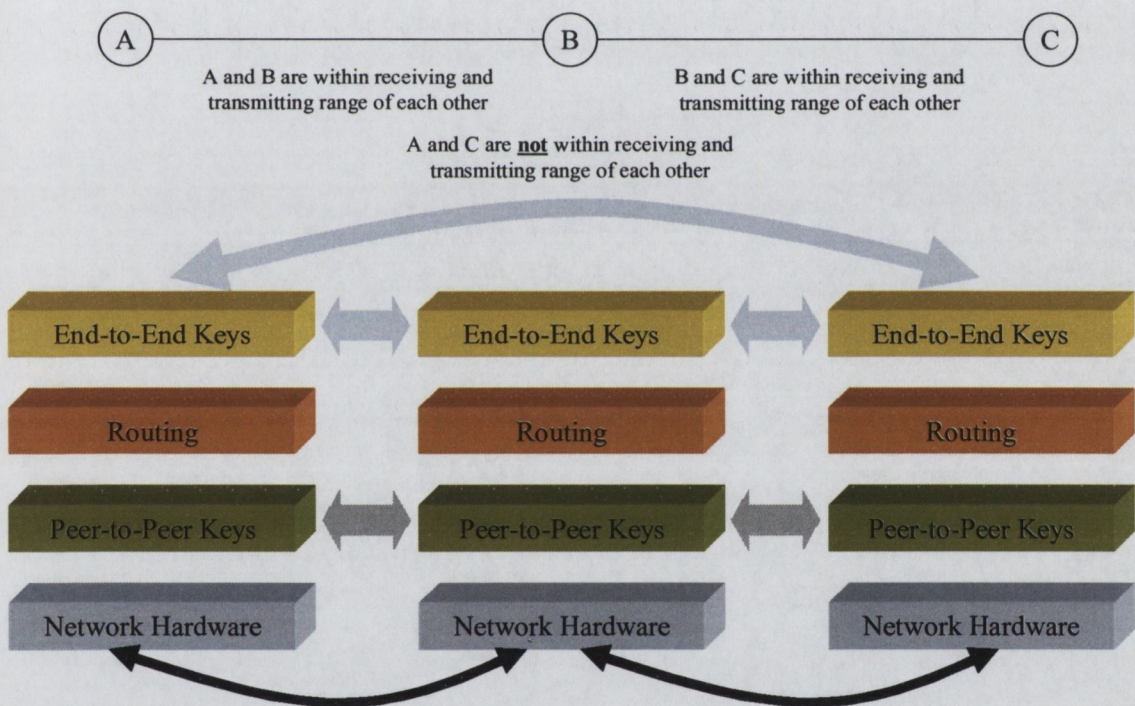 A
B
C
A and B are within receiving and
transmitting range of each other
B and C are within receiving and
transmitting range of each other
A and C are not within receiving and
transmitting range of each other
End-to-End Keys
End-to-End Keys
End-to-End Keys
Routing
Routing
Routing
Peer-to-Peer Keys
Peer-to-Peer Keys
Peer-to-Peer Keys
Network Hardware
Network Hardware
Network Hardware